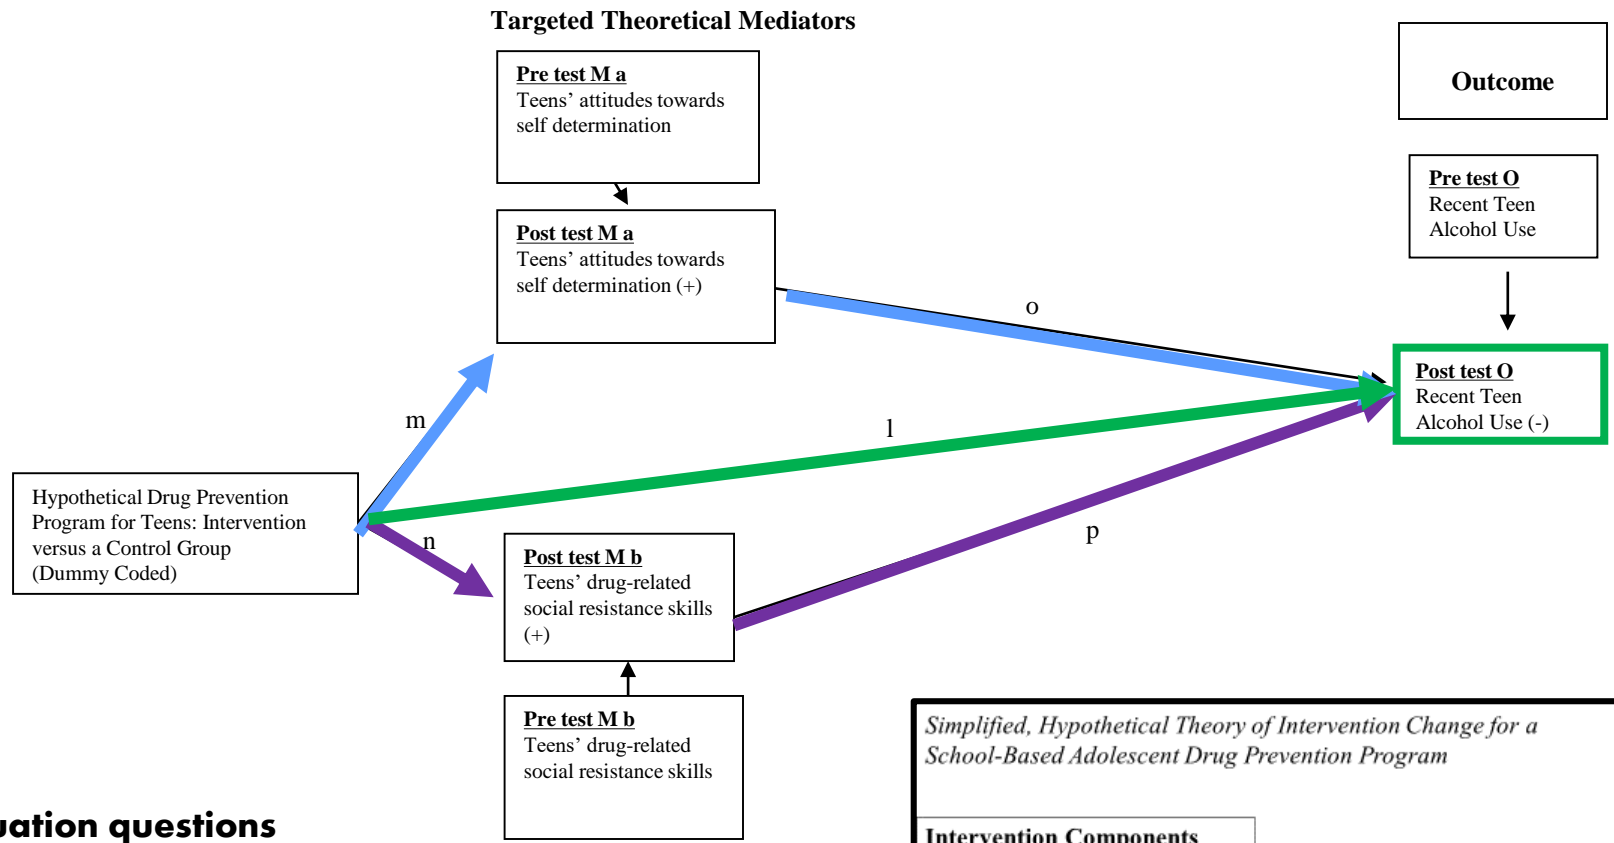 Targeted Theoretical Mediators
Pre test M a
Teens’ attitudes towards
self determination
Outcome
Pre test O
Recent Teen
Alcohol Use
Post test M a
Teens’ attitudes towards
self determination (+)
o
Post test O
Recent Teen
Alcohol Use (-)
m
l
Hypothetical Drug Prevention
Program for Teens: Intervention
versus a Control Group
(Dummy Coded)
n
p
Post test M b
Teens’ drug-related
social resistance skills
(+)
Pre test M b
Teens’ drug-related
social resistance skills
Simplified, Hypothetical Theory of Intervention Change for a
School-Based Adolescent Drug Prevention Program
uation questions
Intervention Components